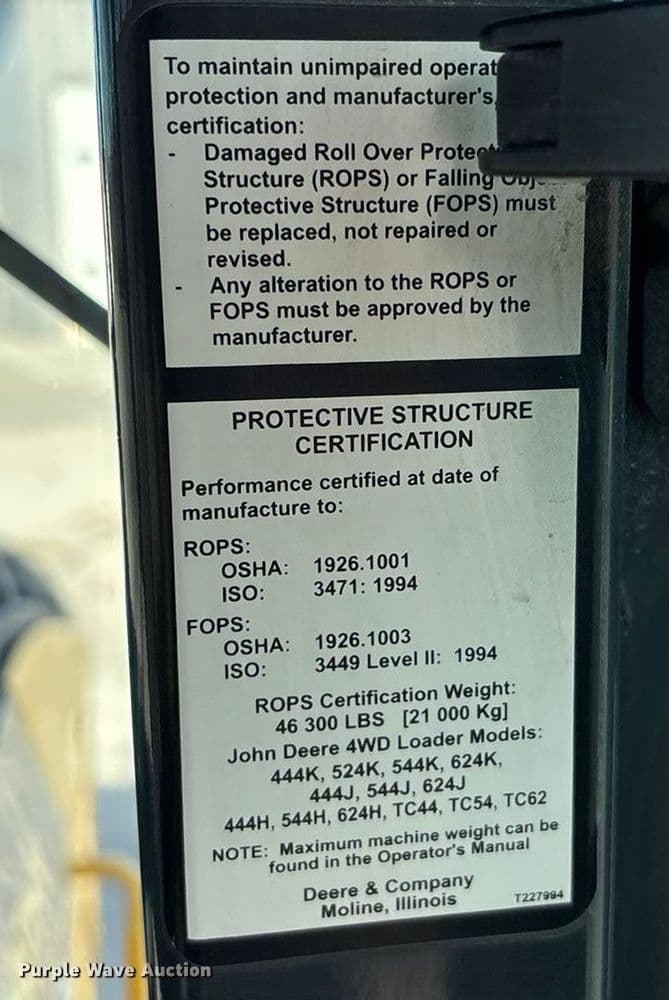 To maintain unimpaired operat
protection and manufacturer's
certification:
- Damaged Roll Over Protect
Structure (ROPS) or Falling Obj
Protective Structure (FOPS) must
be replaced, not repaired or
revised.
- Any alteration to the ROPS or
FOPS must be approved by the
manufacturer.
PROTECTIVE STRUCTURE
CERTIFICATION
Performance certified at date of
manufacture to:
ROPS:
OSHA: 1926.1001
ISO: 3471: 1994
FOPS:
OSHA: 1926.1003
ISO: 3449 Level II: 1994
ROPS Certification Weight:
46 300 LBS [21 000 Kg]
John Deere 4WD Loader Models:
444K, 524K, 544K, 624K,
444J, 544J, 624J
444H, 544H, 624H, TC44, TC54, TC62
NOTE: Maximum machine weight can be
found in the Operator's Manual
Deere & Company
Moline, Illinois
T227994
Purple Wave Auction